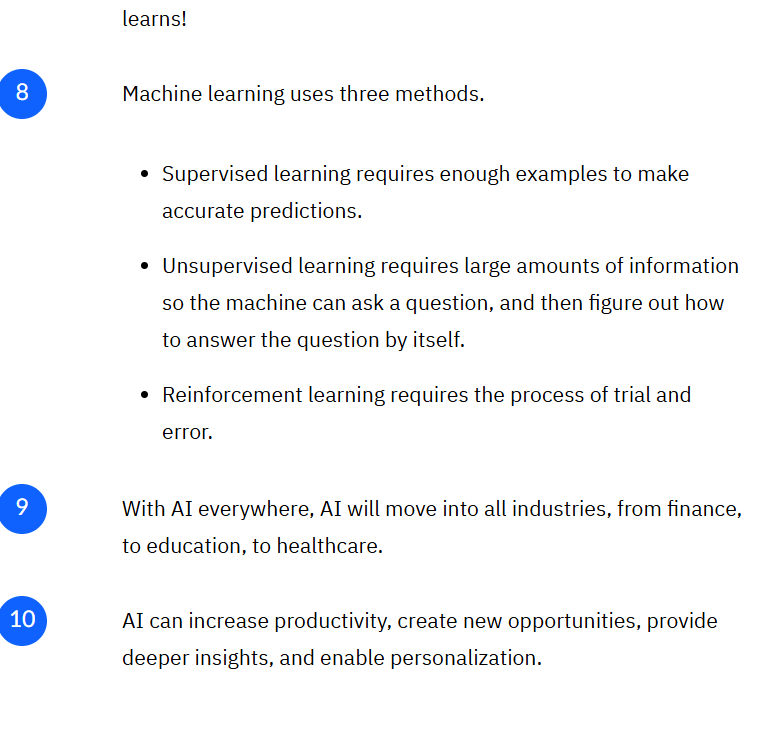 learns!
8
Machine learning uses three methods.
• Supervised learning requires enough examples to make
accurate predictions.
• Unsupervised learning requires large amounts of information
so the machine can ask a question, and then figure out how
to answer the question by itself.
• Reinforcement learning requires the process of trial and
error.
9
With AI everywhere, AI will move into all industries, from finance,
to education, to healthcare.
10
AI can increase productivity, create new opportunities, provide
deeper insights, and enable personalization.